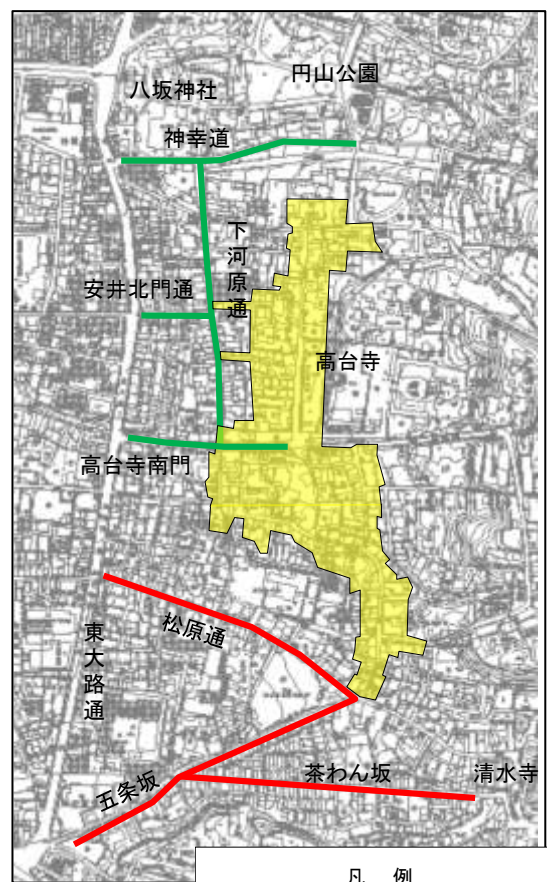 円山公園
八坂神社
神幸道
下河原通
安井北門通
高台寺
高台寺南門
松原通
東大路通
茶わん坂
清水寺
五条坂
凡 例